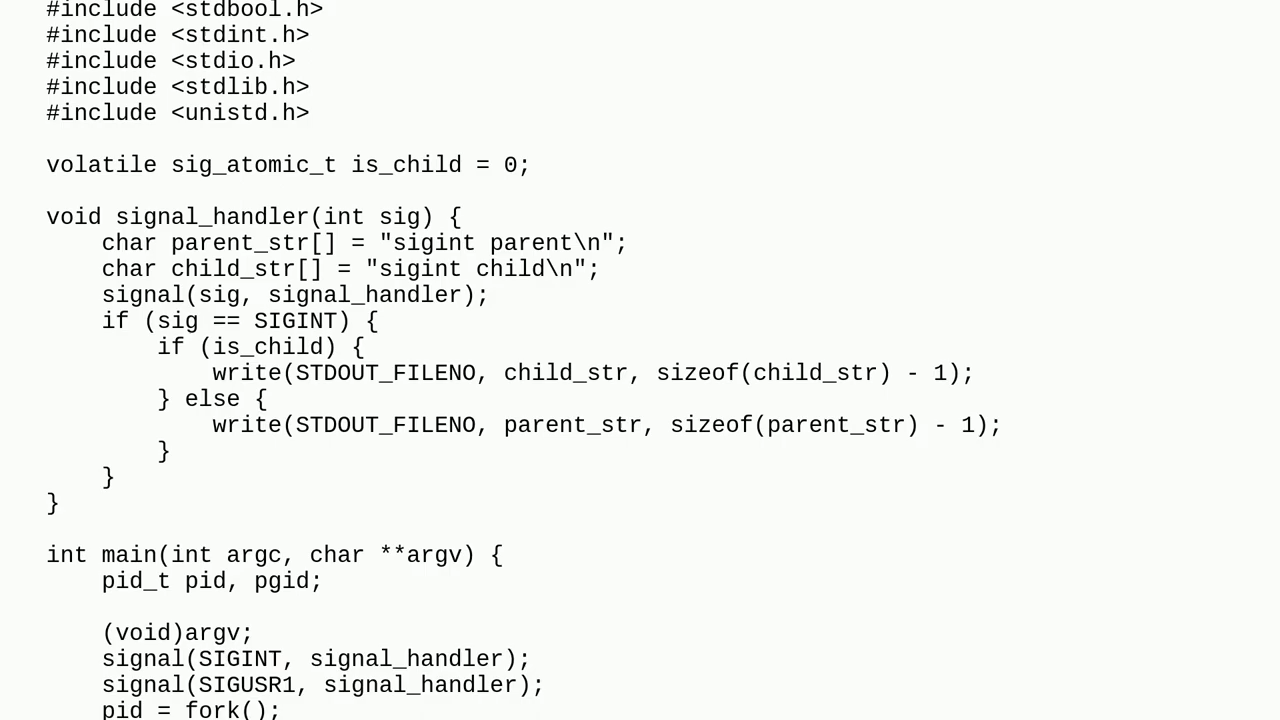 #include <stdbool.h>
#include <stdint.h>
#include <stdio.h>
#include <stdlib.h>
#include <unistd.h>

volatile sig_atomic_t is_child = 0;

void signal_handler(int sig) {
    char parent_str[] = "sigint parent\n";
    char child_str[] = "sigint child\n";
    signal(sig, signal_handler);
    if (sig == SIGINT) {
        if (is_child) {
            write(STDOUT_FILENO, child_str, sizeof(child_str) - 1);
        } else {
            write(STDOUT_FILENO, parent_str, sizeof(parent_str) - 1);
        }
    }
}

int main(int argc, char **argv) {
    pid_t pid, pgid;

    (void)argv;
    signal(SIGINT, signal_handler);
    signal(SIGUSR1, signal_handler);
    pid = fork();